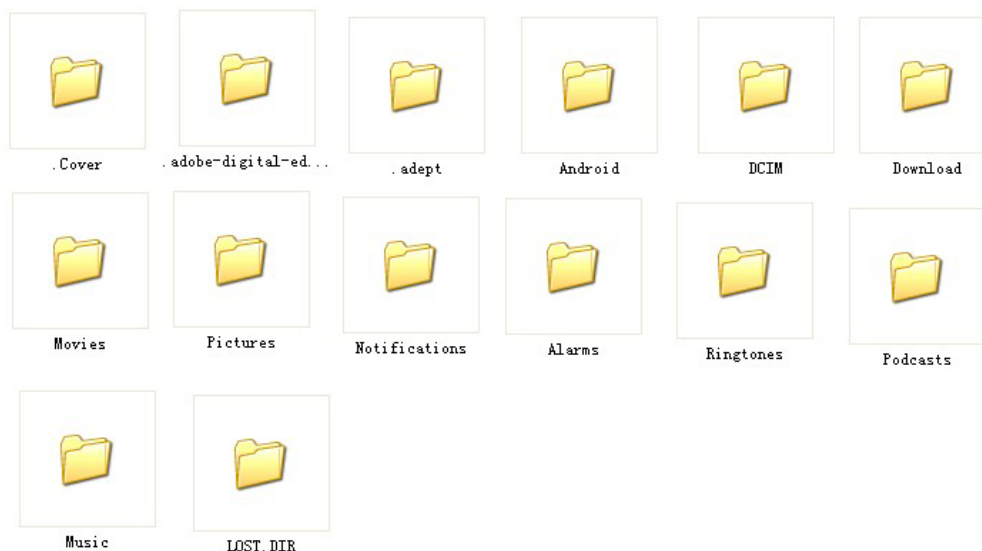 .Cover
.adobe-digital-ed...
.adept
Android
DCIM
Download
Movies
Pictures
Notifications
Alarms
Ringtones
Podcasts
Music
LOST.DIR